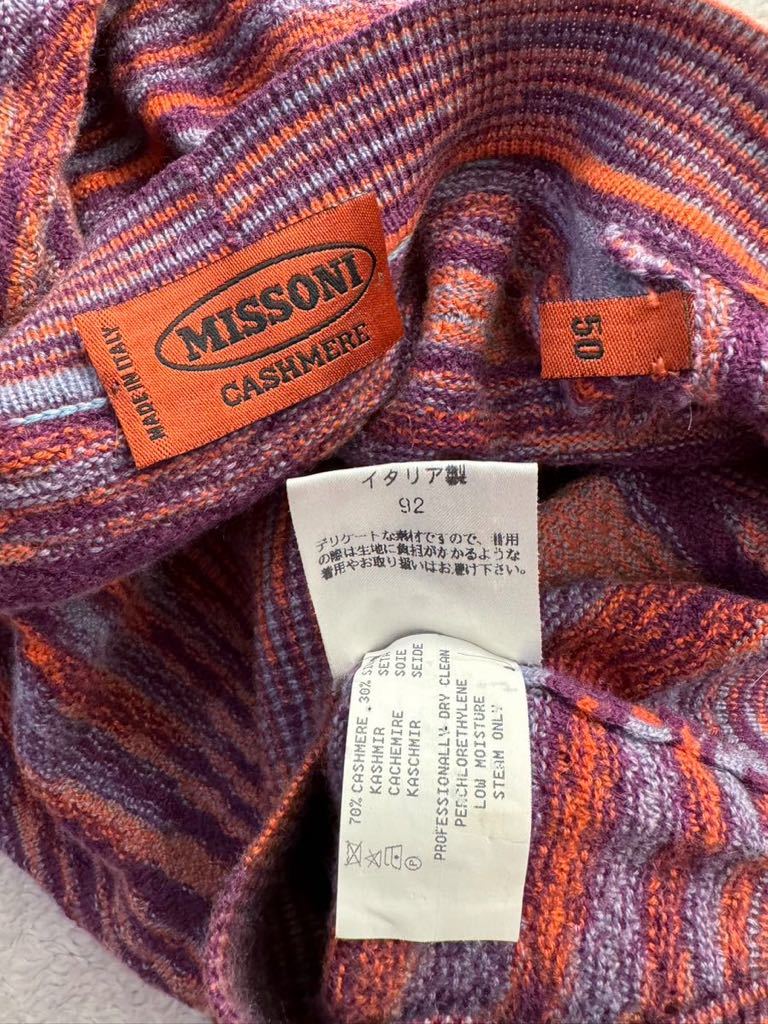 MADE IN ITALY
MISSONI
CASHMERE
50
イタリア製
92
デリケートな素材ですので、着用
の際は生地に負担がかかるような
着用やお取り扱いはお避け下さい。
70% CASHMERE 30%
KASHMIR SETA
CACHEMIRE SOIE
KASCHMIR SEIDE
PROFESSIONALLY DRY CLEAN
PERCHLORETHYLENE
LOW MOISTURE
STEAM ONLY
P